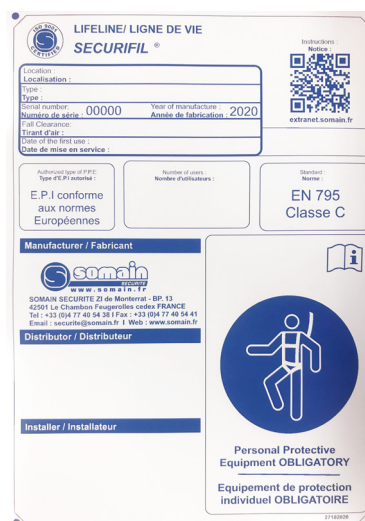 ISO 9001
CERTIFIED
LIFELINE/ LIGNE DE VIE
SECURIFIL ®
Instructions :
Notice :
extranet.somain.fr
Location :
Localisation :
Type :
Type :
Serial number:
Numéro de série : 00000
Year of manufacture :
Année de fabrication : 2020
Fall Clearance:
Tirant d'air :
Date of the first use :
Date de mise en service :
Authorized type of P.P.E:
Type d'E.P.I autorisé :
E.P.I conforme
aux normes
Européennes
Number of users :
Nombre d'utilisateurs :
Standard :
Norme :
EN 795
Classe C
Manufacturer / Fabricant
S somain
SECURITE
www.somain.fr
SOMAIN SECURITE ZI de Monterrat - BP. 13
42501 Le Chambon Feugerolles cedex FRANCE
Tel : +33 (0)4 77 40 54 38 I Fax : +33 (0)4 77 40 54 41
Email : securite@somain.fr I Web : www.somain.fr
Distributor / Distributeur
Installer / Installateur
i
Personal Protective
Equipment OBLIGATORY
Equipement de protection
individuel OBLIGATOIRE